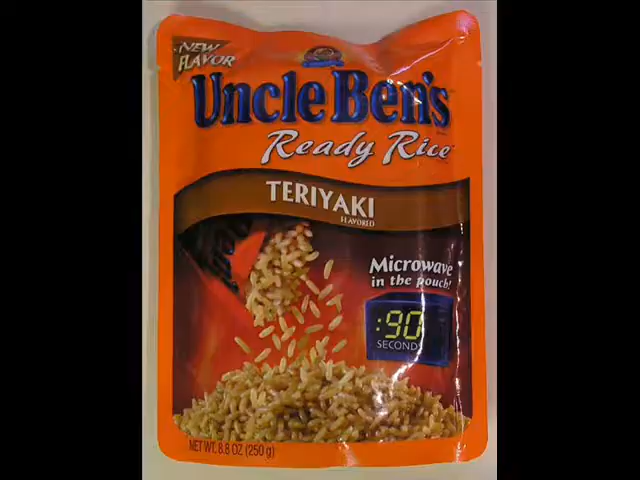 NEW
FLAVOR
UNCLE BEN'S
Ready Rice
TERIYAKI
FLAVORED
Microwave
in the pouch!
:90
SECONDS
NET WT. 8.8 OZ (250 g)